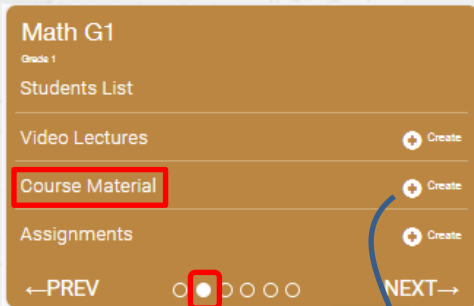 Math G1
Grade 1
Students List
Video Lectures Create
Course Material Create
Assignments Create
←PREV NEXT→